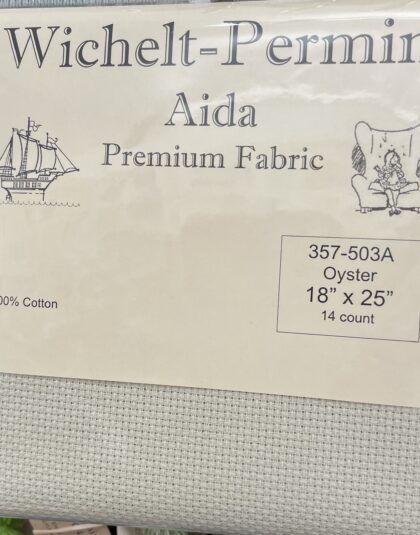 Wichelt-Permin
Aida
Premium Fabric
357-503A
Oyster
18” x 25”
14 count
00% Cotton